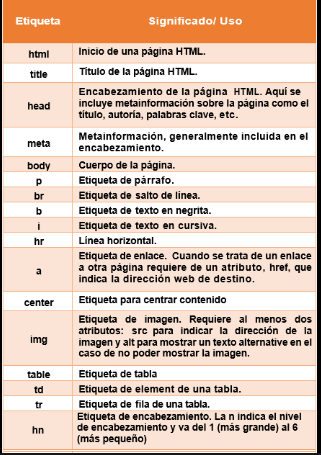 Etiqueta Significado/ Uso
html Inicio de una página HTML.
title Título de la página HTML.
head Encabezamiento de la página HTML. Aquí se
incluye metainformación sobre la página como el
título, autoría, palabras clave, etc.
meta Metainformación, generalmente incluida en el
encabezamiento.
body Cuerpo de la página.
p Etiqueta de párrafo.
br Etiqueta de salto de línea.
b Etiqueta de texto en negrita.
i Etiqueta de texto en cursiva.
hr Línea horizontal.
a Etiqueta de enlace. Cuando se trata de un enlace
a otra página requiere de un atributo, href, que
indica la dirección web de destino.
center Etiqueta para centrar contenido
img Etiqueta de imagen. Requiere al menos dos
atributos: src para indicar la dirección de la
imagen y alt para mostrar un texto alternative en el
caso de no poder mostrar la imagen.
table Etiqueta de tabla
td Etiqueta de element de una tabla.
tr Etiqueta de fila de una tabla.
hn Etiqueta de encabezamiento. La n indica el nivel
de encabezamiento y va del 1 (más grande) al 6
(más pequeño)